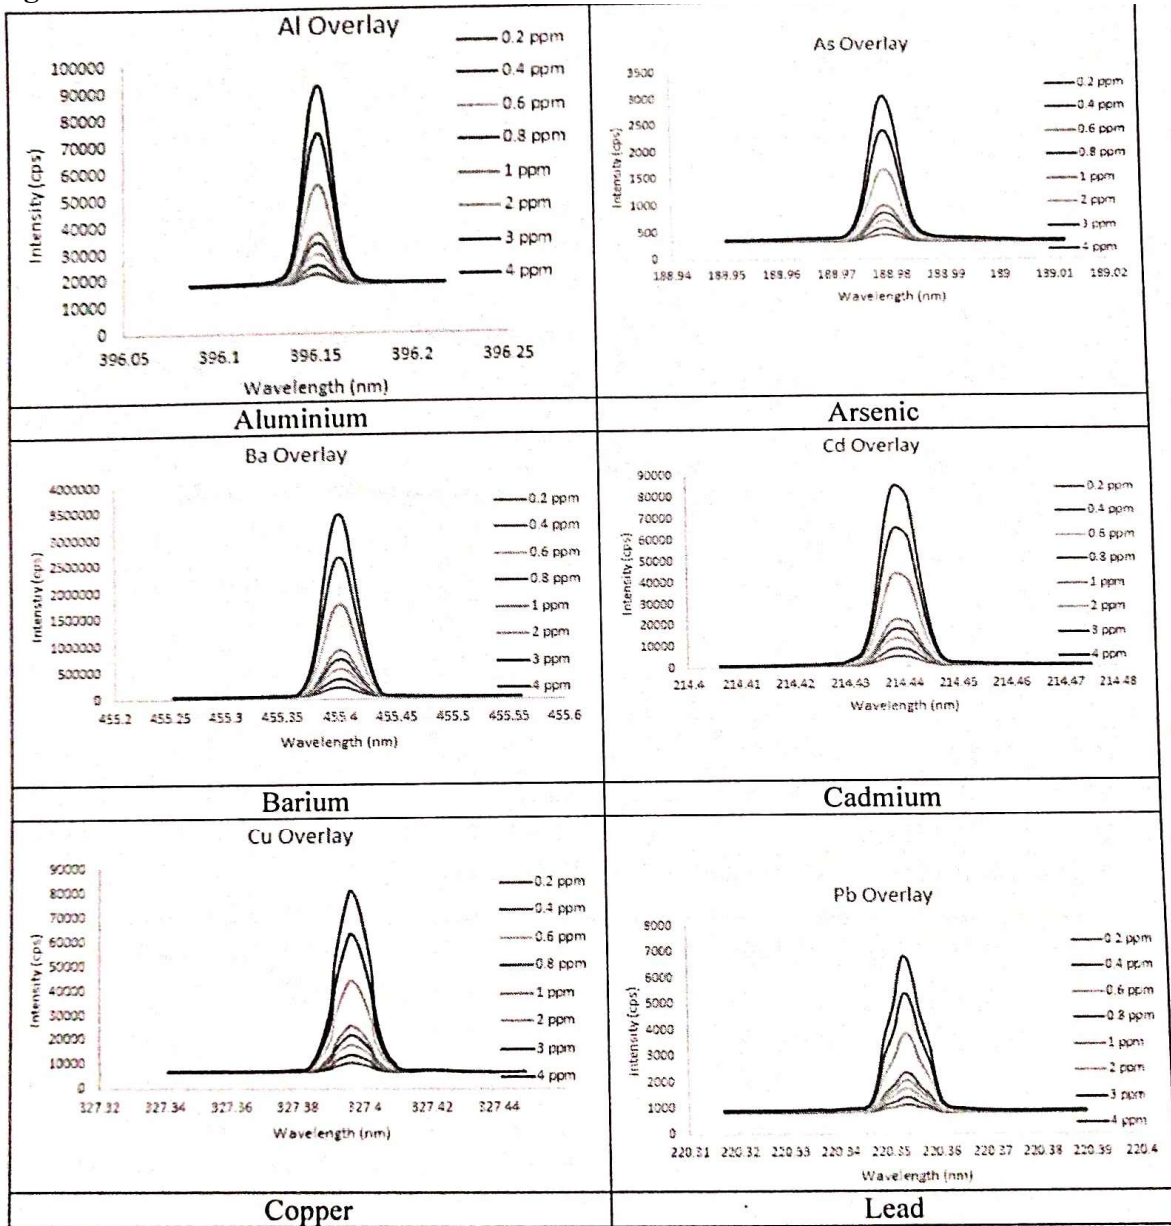 Al Overlay
100000
90000
80000
70000
60000
50000
40000
30000
20000
10000
0
Intensity (cps)
396.05 396.1 396.15 396.2 396.25
Wavelength (nm)
0.2 ppm
0.4 ppm
0.6 ppm
0.8 ppm
1 ppm
2 ppm
3 ppm
4 ppm
Aluminium
As Overlay
3500
3000
2500
2000
1500
1000
500
0
Intensity (cps)
188.94 188.95 188.96 188.97 188.98 188.99 189 189.01 189.02
Wavelength (nm)
0.2 ppm
0.4 ppm
0.6 ppm
0.8 ppm
1 ppm
2 ppm
3 ppm
4 ppm
Arsenic
Ba Overlay
4000000
3500000
3000000
2500000
2000000
1500000
1000000
500000
0
Intenstry (cps)
455.2 455.25 455.3 455.35 455.4 455.45 455.5 455.55 455.6
Wavelength (nm)
0.2 ppm
0.4 ppm
0.6 ppm
0.8 ppm
1 ppm
2 ppm
3 ppm
4 ppm
Barium
Cd Overlay
90000
80000
70000
60000
50000
40000
30000
20000
10000
0
Intensity (cps)
214.4 214.41 214.42 214.43 214.44 214.45 214.46 214.47 214.48
Wavelength (nm)
0.2 ppm
0.4 ppm
0.6 ppm
0.8 ppm
1 ppm
2 ppm
3 ppm
4 ppm
Cadmium
Cu Overlay
90000
80000
70000
60000
50000
40000
30000
20000
10000
0
Intensity (cps)
327.32 327.34 327.36 327.38 327.4 327.42 327.44
Wavelength (nm)
0.2 ppm
0.4 ppm
0.6 ppm
0.8 ppm
1 ppm
2 ppm
3 ppm
4 ppm
Copper
Pb Overlay
8000
7000
6000
5000
4000
3000
2000
1000
0
Intensity (cps)
220.31 220.32 220.33 220.34 220.35 220.36 220.37 220.38 220.39 220.4
Wavelength (nm)
0.2 ppm
0.4 ppm
0.6 ppm
0.8 ppm
1 ppm
2 ppm
3 ppm
4 ppm
Lead